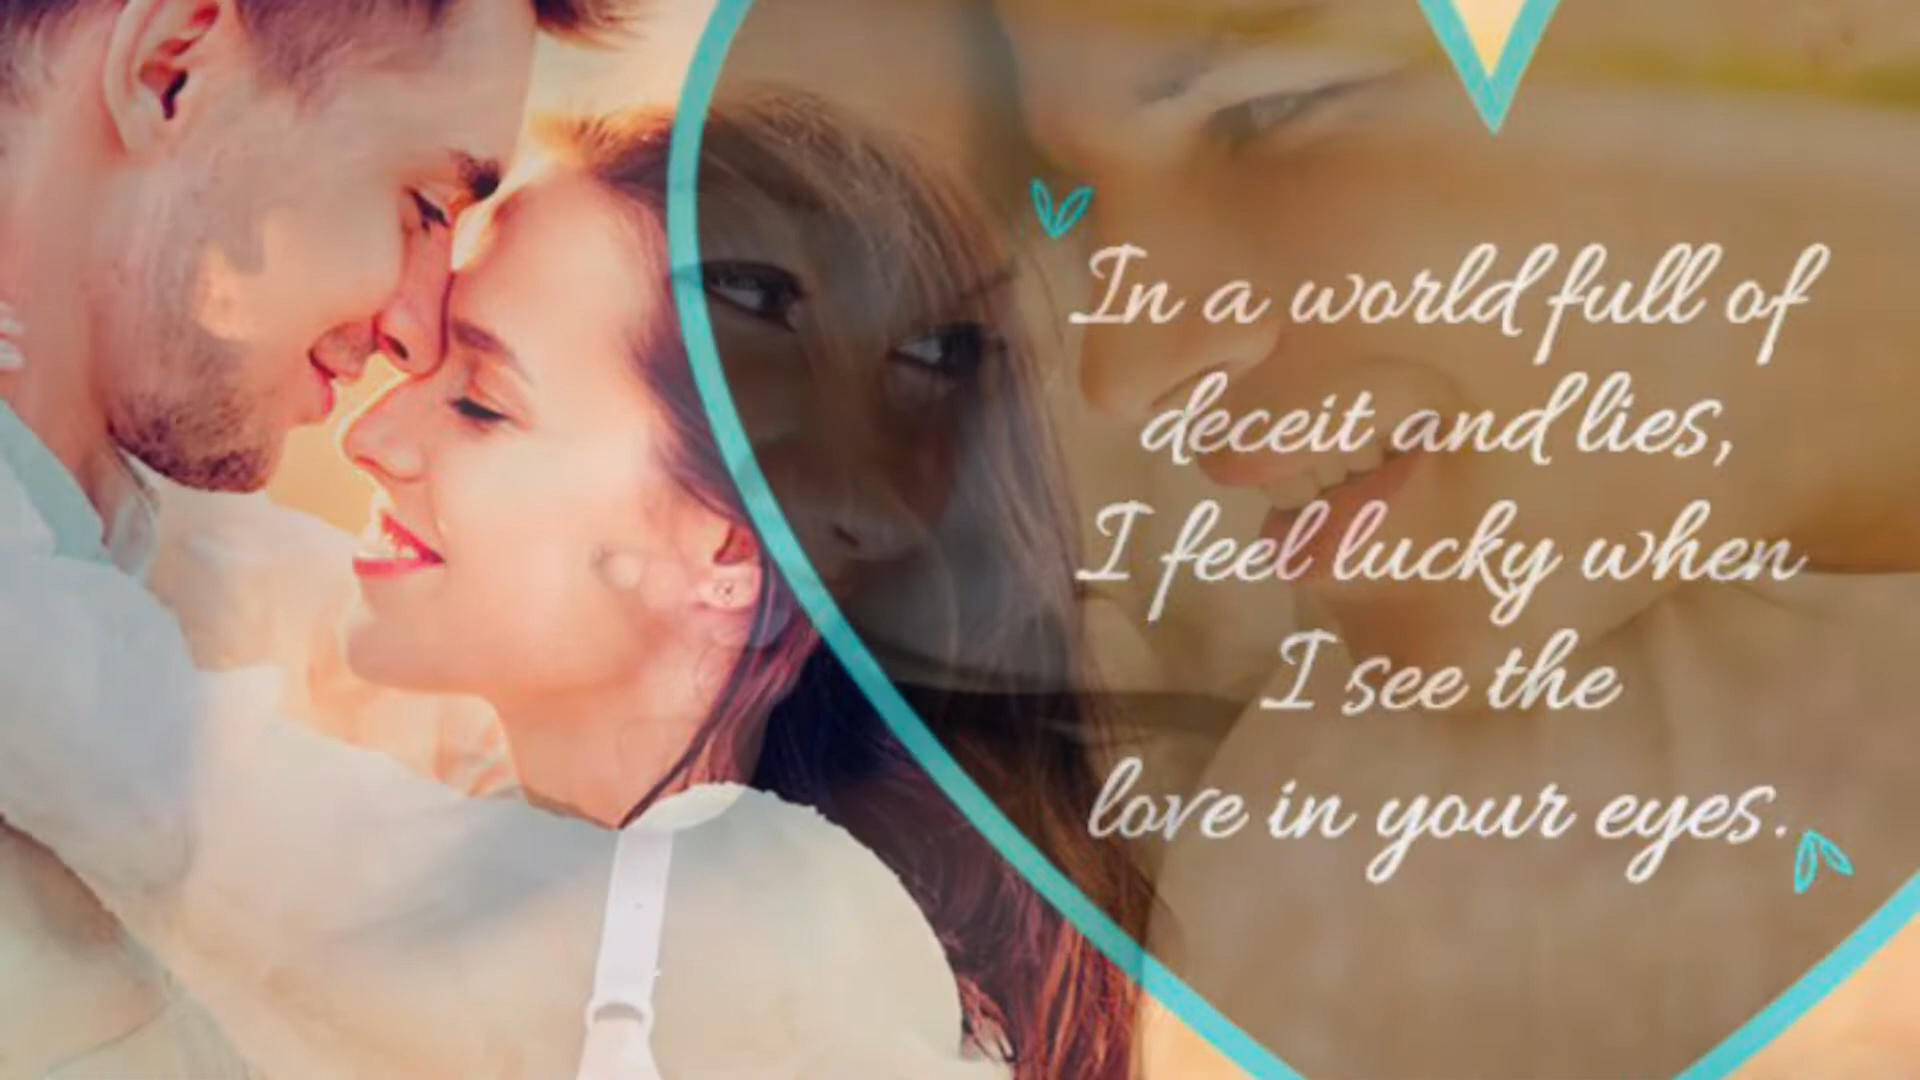 In a world full of
deceit and lies,
I feel lucky when
I see the
love in your eyes.